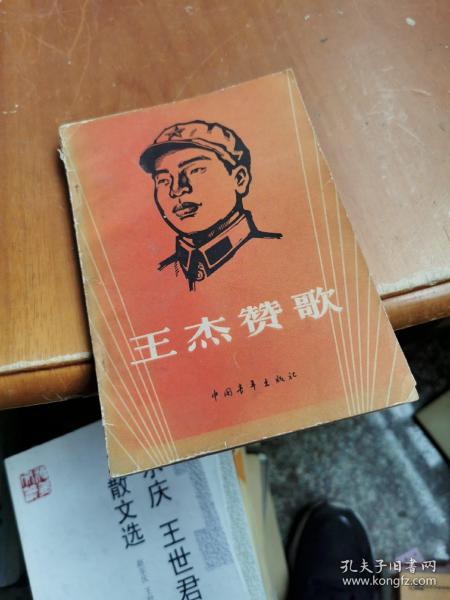 王杰赞歌
中国青年出版社
庆 王世君
散文选
孔夫子旧书网
www.kongfz.com